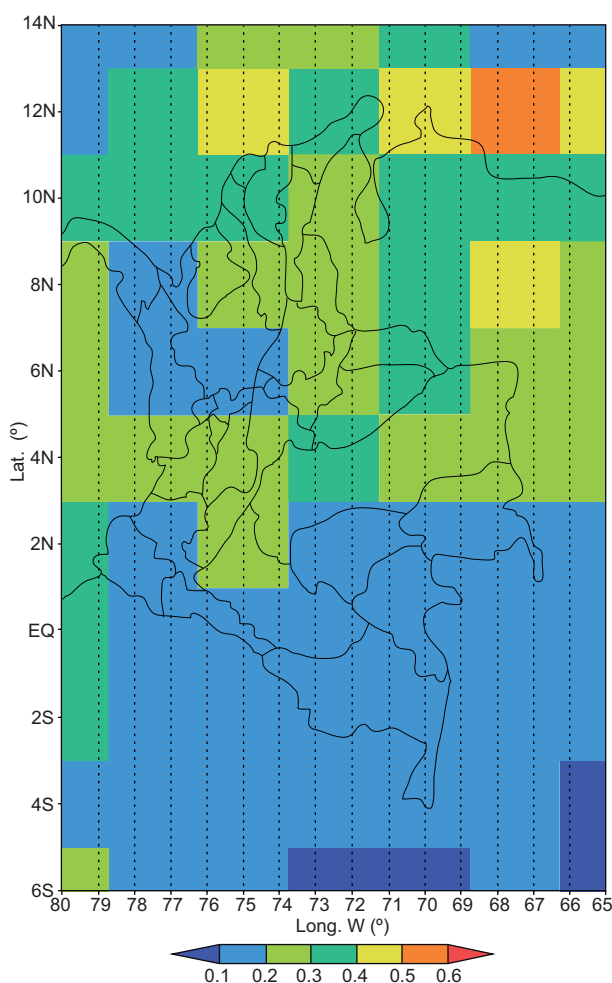 14N
12N
10N
8N
6N
4N
2N
EQ
2S
4S
6S
Lat. (º)
80 79 78 77 76 75 74 73 72 71 70 69 68 67 66 65
Long. W (º)
0.1 0.2 0.3 0.4 0.5 0.6